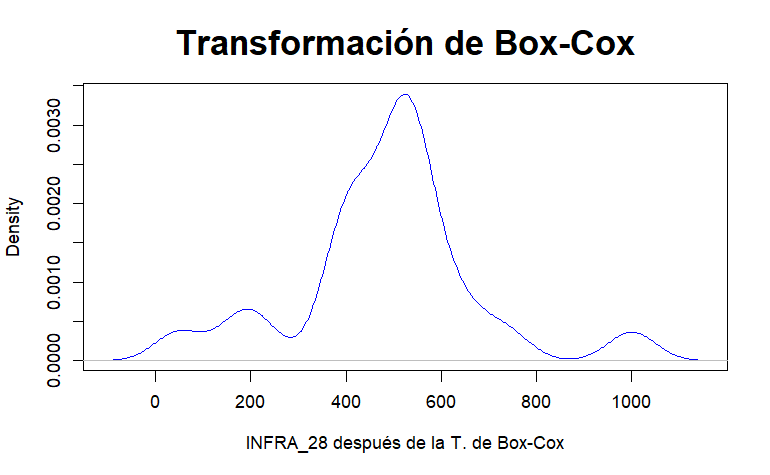 Transformación de Box-Cox
Density
0.0030
0.0020
0.0010
0.0000
0 200 400 600 800 1000
INFRA_28 después de la T. de Box-Cox